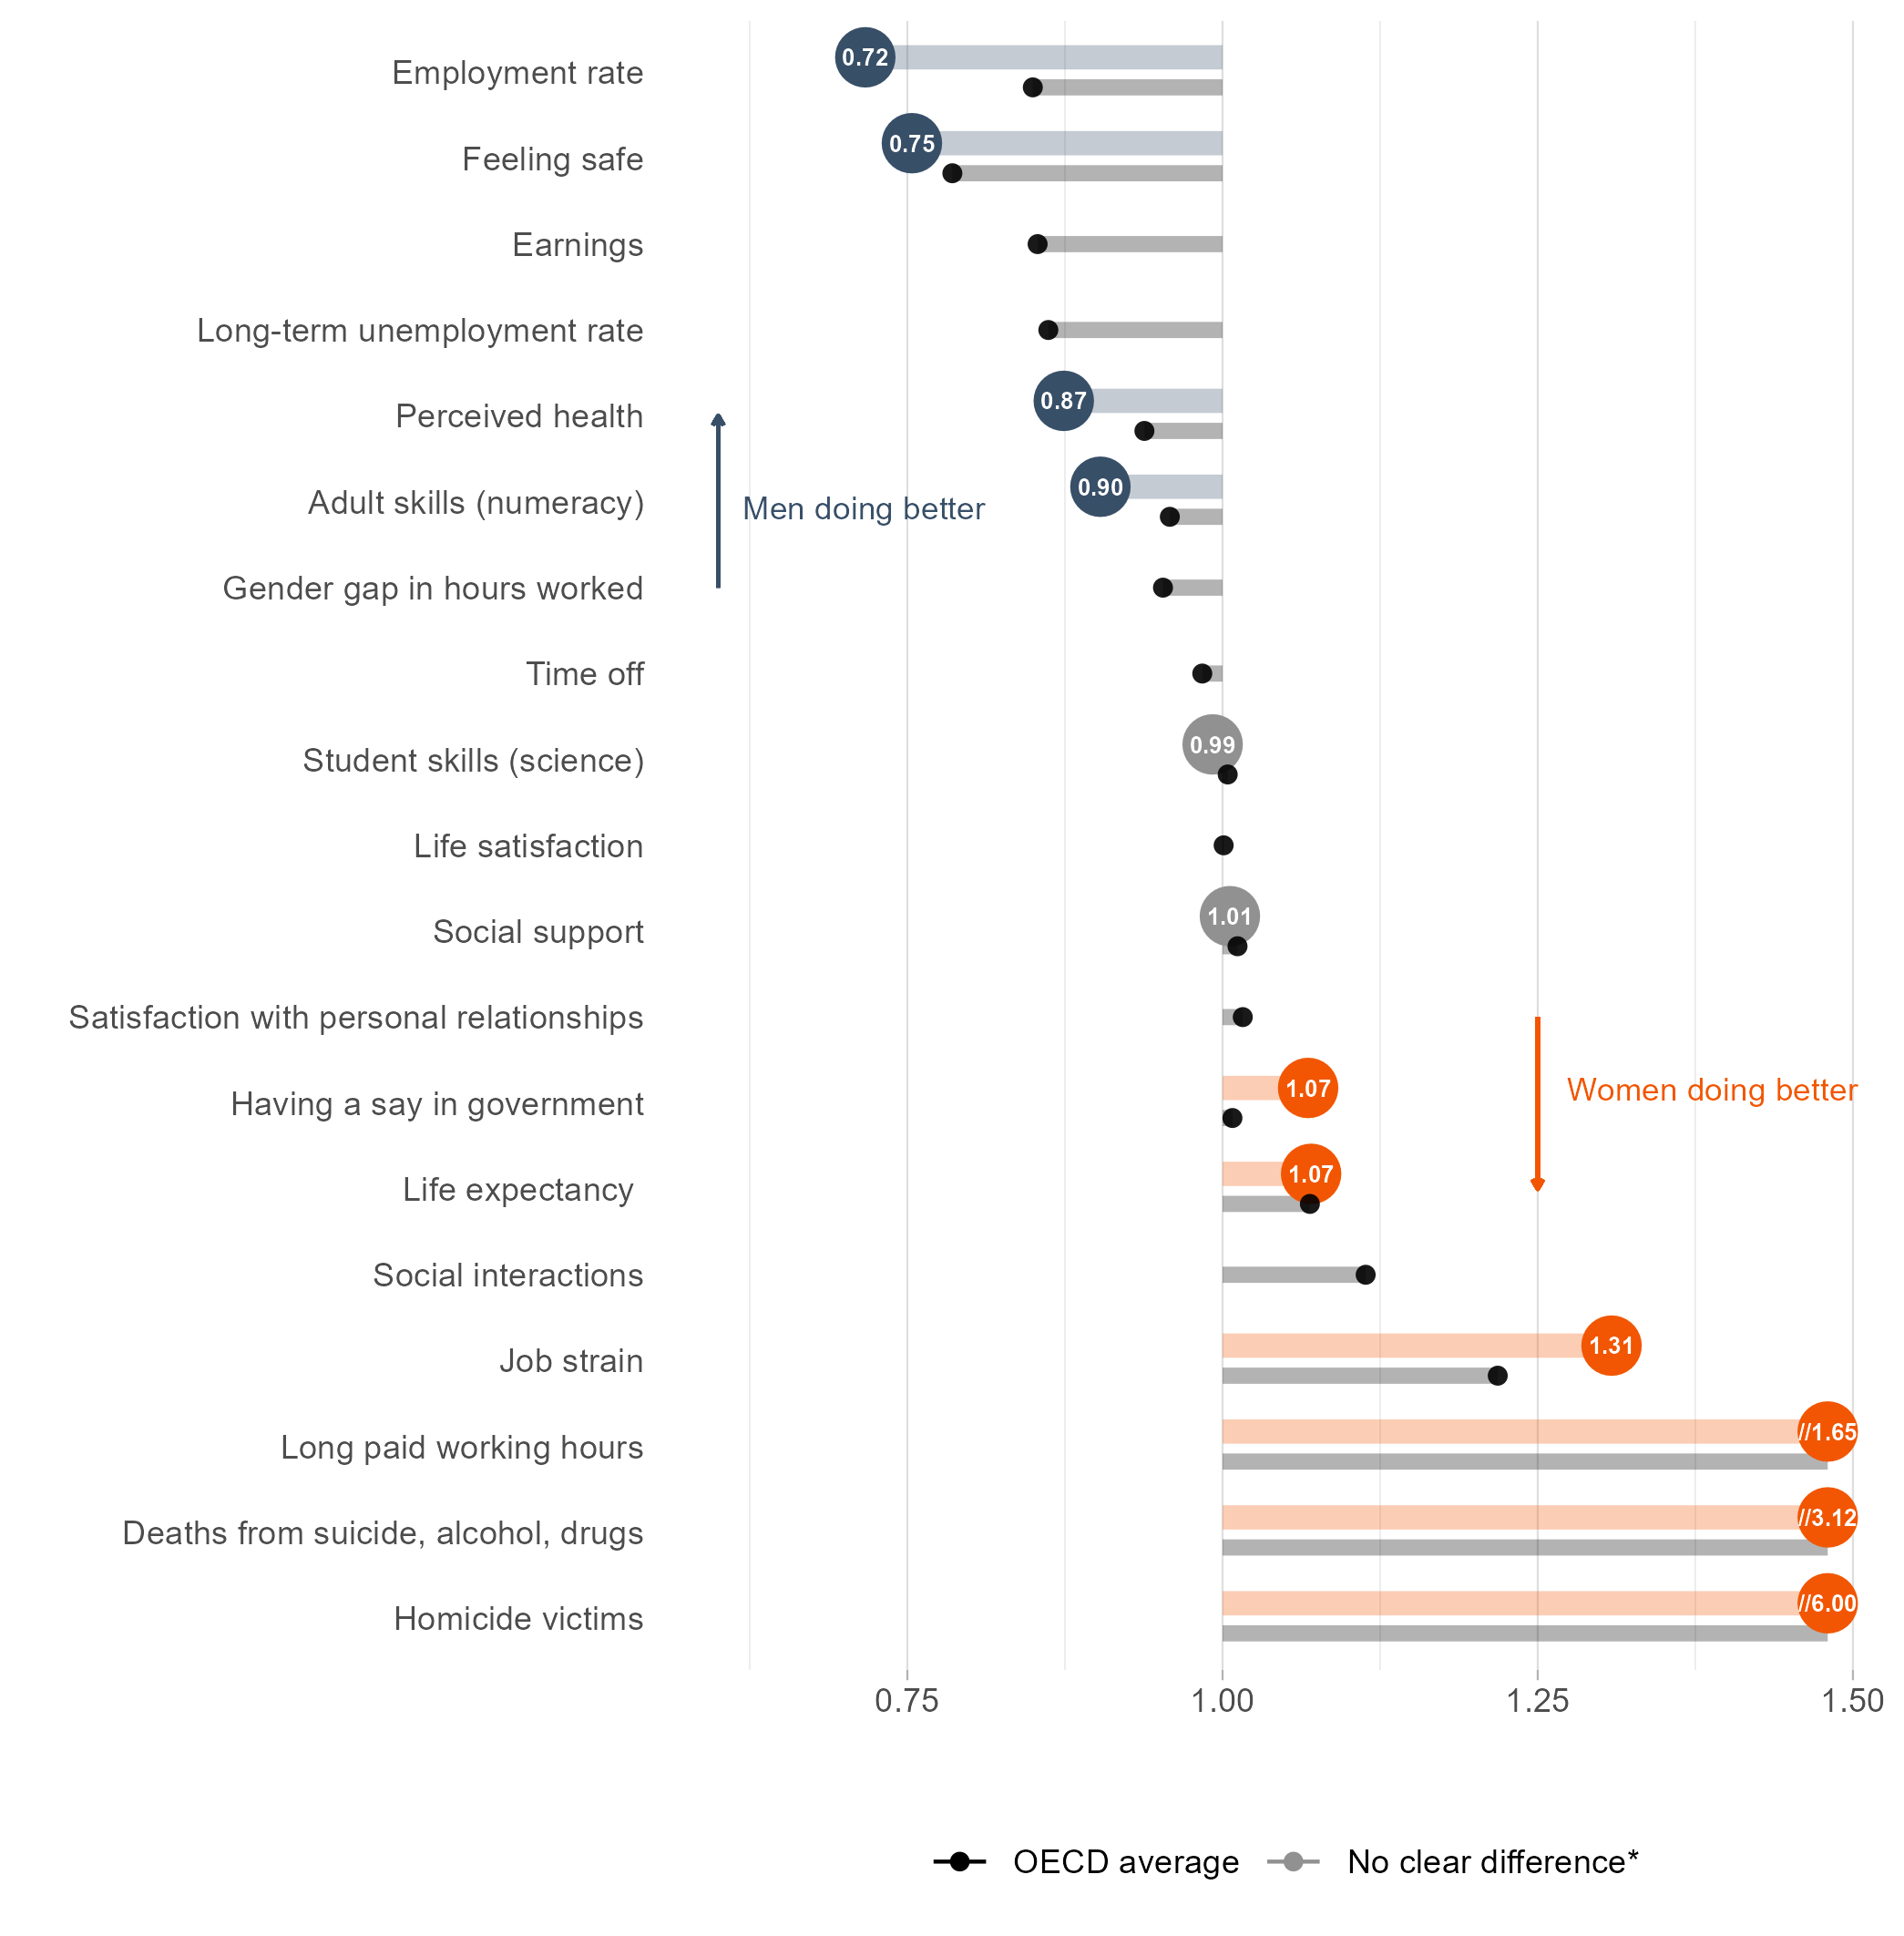 Employment rate
0.72
Feeling safe
0.75
Earnings
Long-term unemployment rate
Perceived health
0.87
Adult skills (numeracy)
0.90
Men doing better
Gender gap in hours worked
Time off
Student skills (science)
0.99
Life satisfaction
Social support
1.01
Satisfaction with personal relationships
Having a say in government
1.07
Women doing better
Life expectancy
1.07
Social interactions
Job strain
1.31
Long paid working hours
//1.65
Deaths from suicide, alcohol, drugs
//3.12
Homicide victims
//6.00
0.75 1.00 1.25 1.50
OECD average No clear difference*